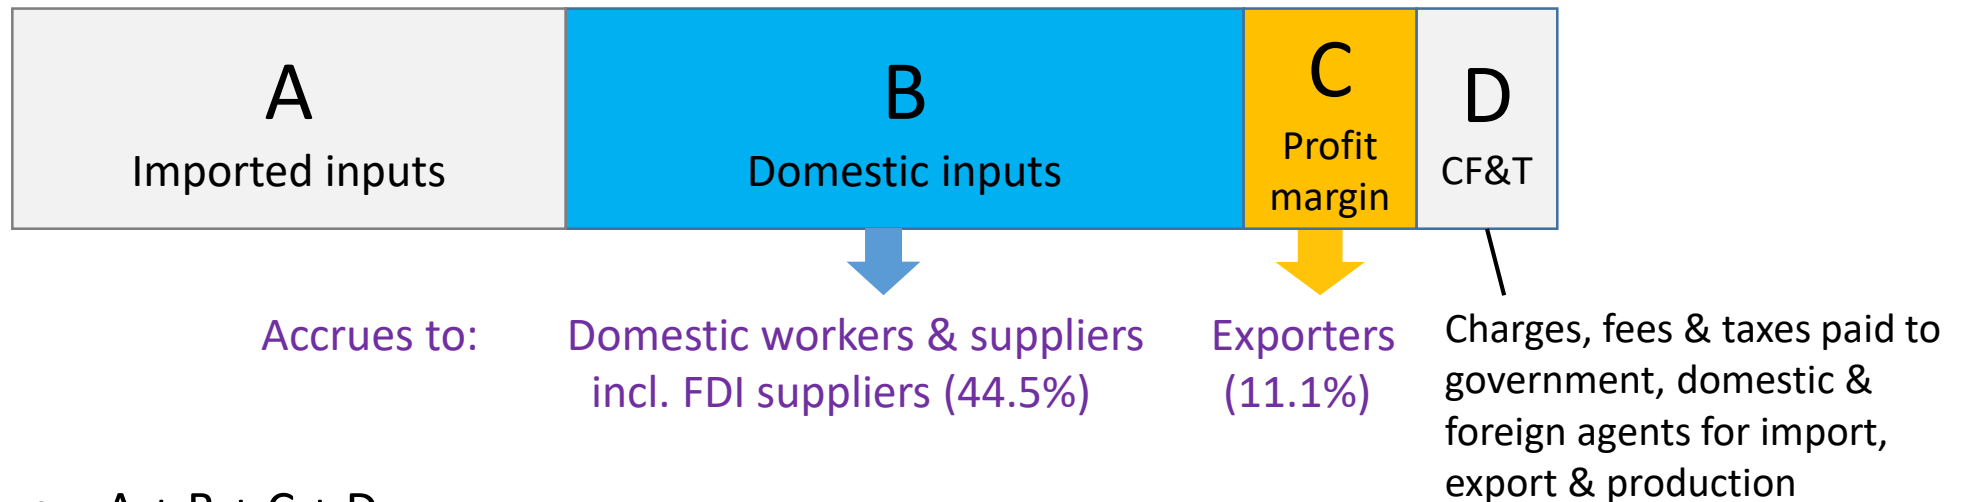 A
Imported inputs
B
Domestic inputs
C
Profit
margin
D
CF&T
Accrues to:
Domestic workers & suppliers
incl. FDI suppliers (44.5%)
Exporters
(11.1%)
Charges, fees & taxes paid to
government, domestic &
foreign agents for import,
export & production
A + B + C + D